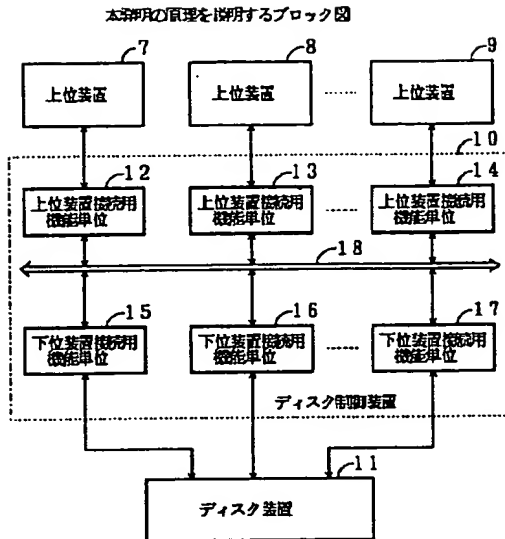 本発明の原理を説明するブロック図
7 8 9
上位装置 上位装置 …… 上位装置
10
12 13 14
上位装置接続用 上位装置接続用 上位装置接続用
機能単位 機能単位 …… 機能単位
18
15 16 17
下位装置接続用 下位装置接続用 下位装置接続用
機能単位 機能単位 …… 機能単位
ディスク制御装置
11
ディスク装置